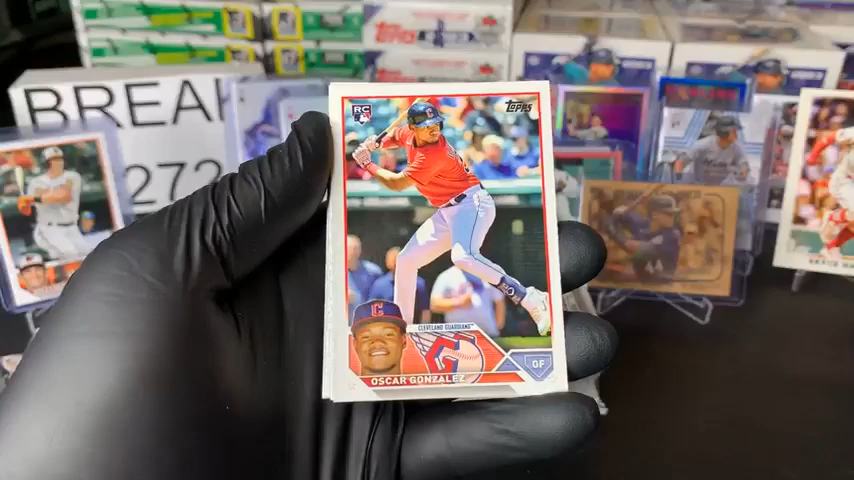 Topps
BREAK
272
RC
Topps
CLEVELAND GUARDIANS
C
OF
OSCAR GONZALEZ